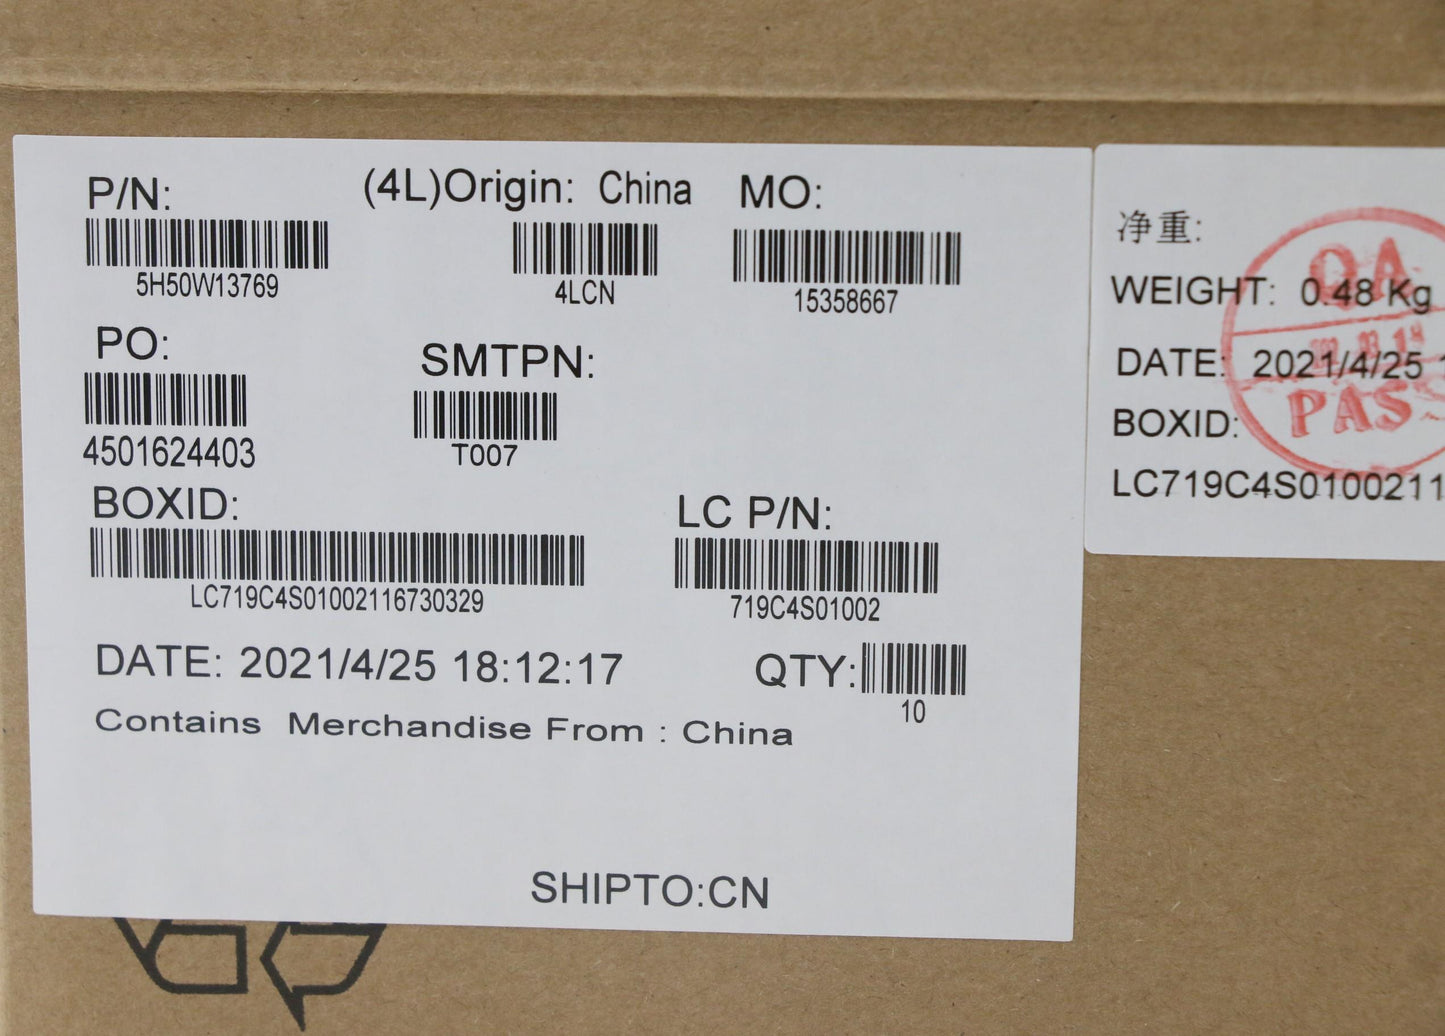 P/N:
(4L)Origin: China
MO:
5H50W13769
4LCN
15358667
PO:
SMTPN:
4501624403
T007
BOXID:
LC P/N:
LC719C4S01002116730329
719C4S01002
DATE: 2021/4/25 18:12:17
QTY:
10
Contains Merchandise From : China
SHIPTO:CN
净重:
WEIGHT: 0.48 Kg
DATE: 2021/4/25
BOXID:
LC719C4S0100211
QA
PASS